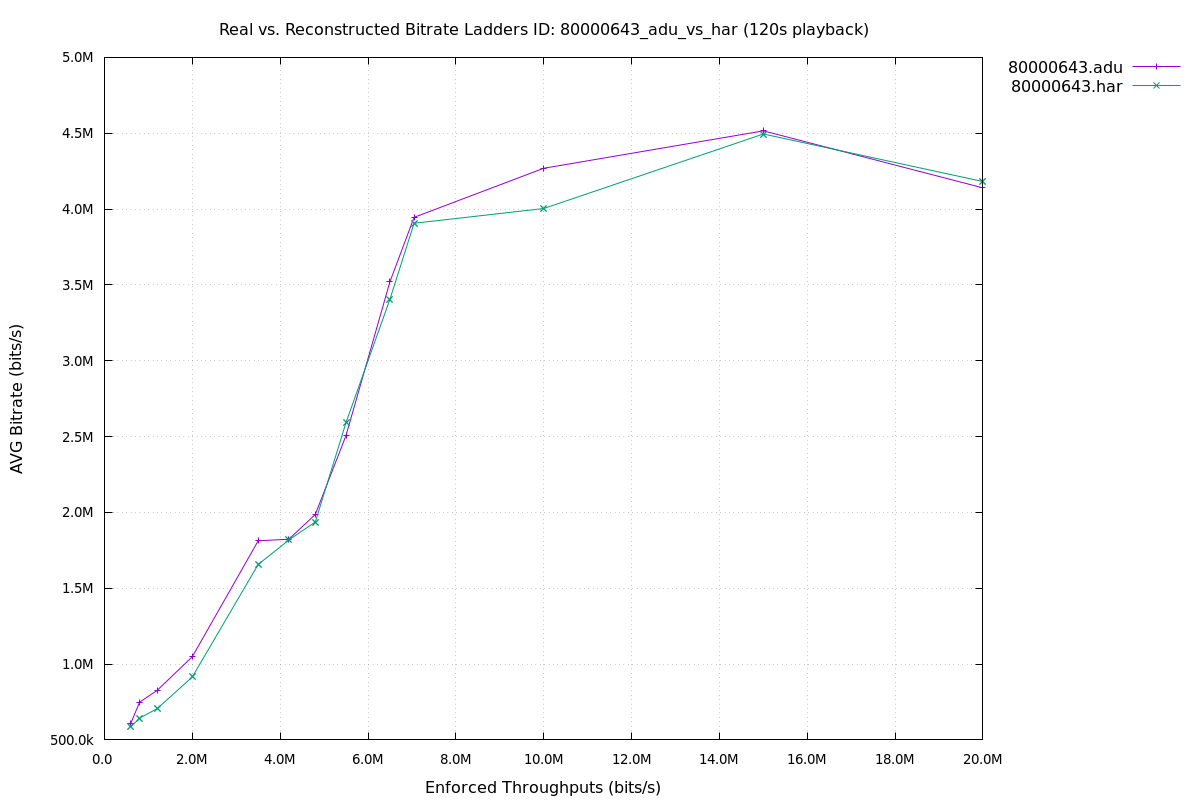 Real vs. Reconstructed Bitrate Ladders ID: 80000643_adu_vs_har (120s playback)
80000643.adu
80000643.har
5.0M
4.5M
4.0M
3.5M
3.0M
2.5M
2.0M
1.5M
1.0M
500.0k
AVG Bitrate (bits/s)
0.0 2.0M 4.0M 6.0M 8.0M 10.0M 12.0M 14.0M 16.0M 18.0M 20.0M
Enforced Throughputs (bits/s)